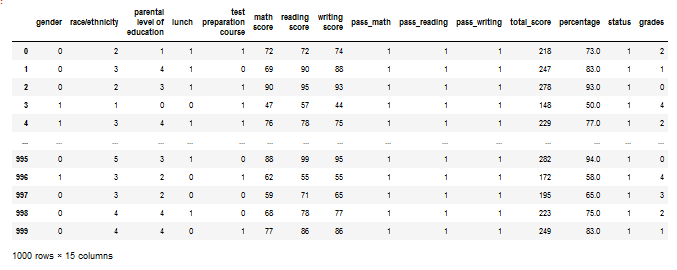 :
gender race/ethnicity parental level of education lunch test preparation course math score reading score writing score pass_math pass_reading pass_writing total_score percentage status grades
0 0 2 1 1 1 72 72 74 1 1 1 218 73.0 1 2
1 0 3 4 1 0 69 90 88 1 1 1 247 83.0 1 1
2 0 2 3 1 1 90 95 93 1 1 1 278 93.0 1 0
3 1 1 0 0 1 47 57 44 1 1 1 148 50.0 1 4
4 1 3 4 1 1 76 78 75 1 1 1 229 77.0 1 2
... ... ... ... ... ... ... ... ... ... ... ... ... ... ... ...
995 0 5 3 1 0 88 99 95 1 1 1 282 94.0 1 0
996 1 3 2 0 1 62 55 55 1 1 1 172 58.0 1 4
997 0 3 2 0 0 59 71 65 1 1 1 195 65.0 1 3
998 0 4 4 1 0 68 78 77 1 1 1 223 75.0 1 2
999 0 4 4 0 1 77 86 86 1 1 1 249 83.0 1 1
1000 rows × 15 columns